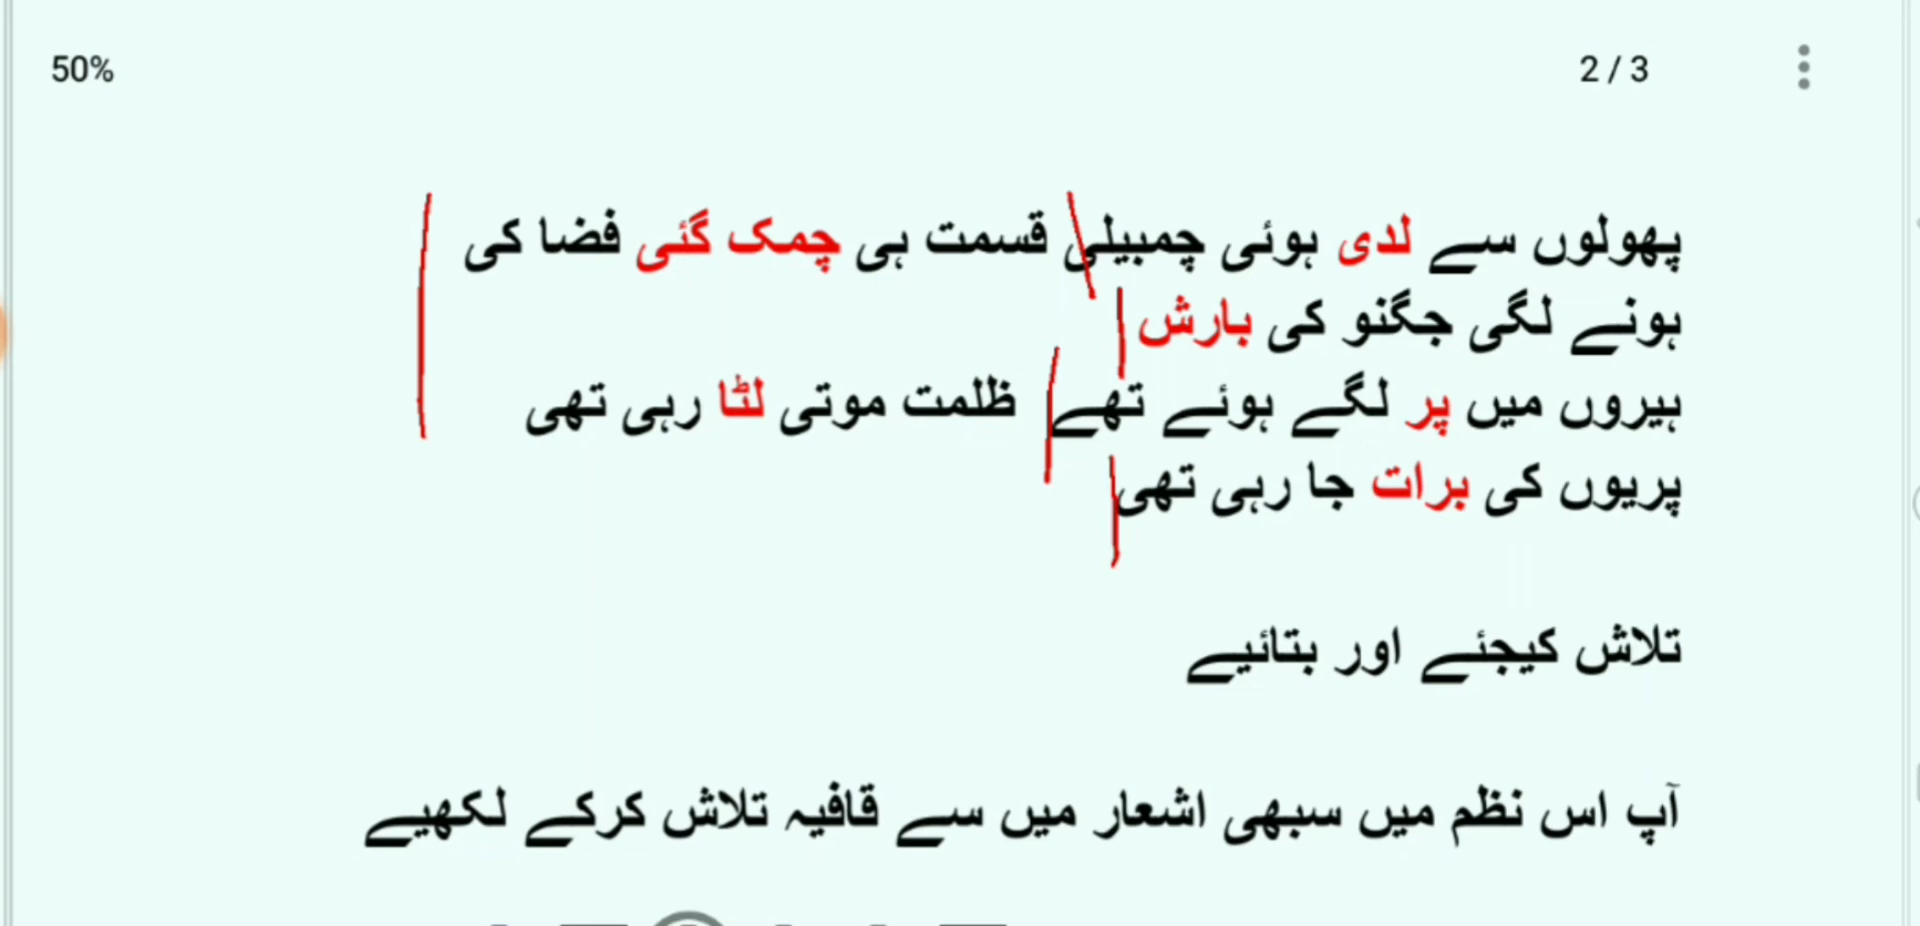 50%
2 / 3
پھولوں سے لدی ہوئی چمبیلی قسمت ہی چمک گئی فضا کی
ہونے لگی جگنو کی بارش
ہیروں میں پر لگے ہوئے تھے ظلمت موتی لٹا رہی تھی
پریوں کی برات جا رہی تھی
تلاش کیجئے اور بتائیے
آپ اس نظم میں سبھی اشعار میں سے قافیہ تلاش کرکے لکھیے